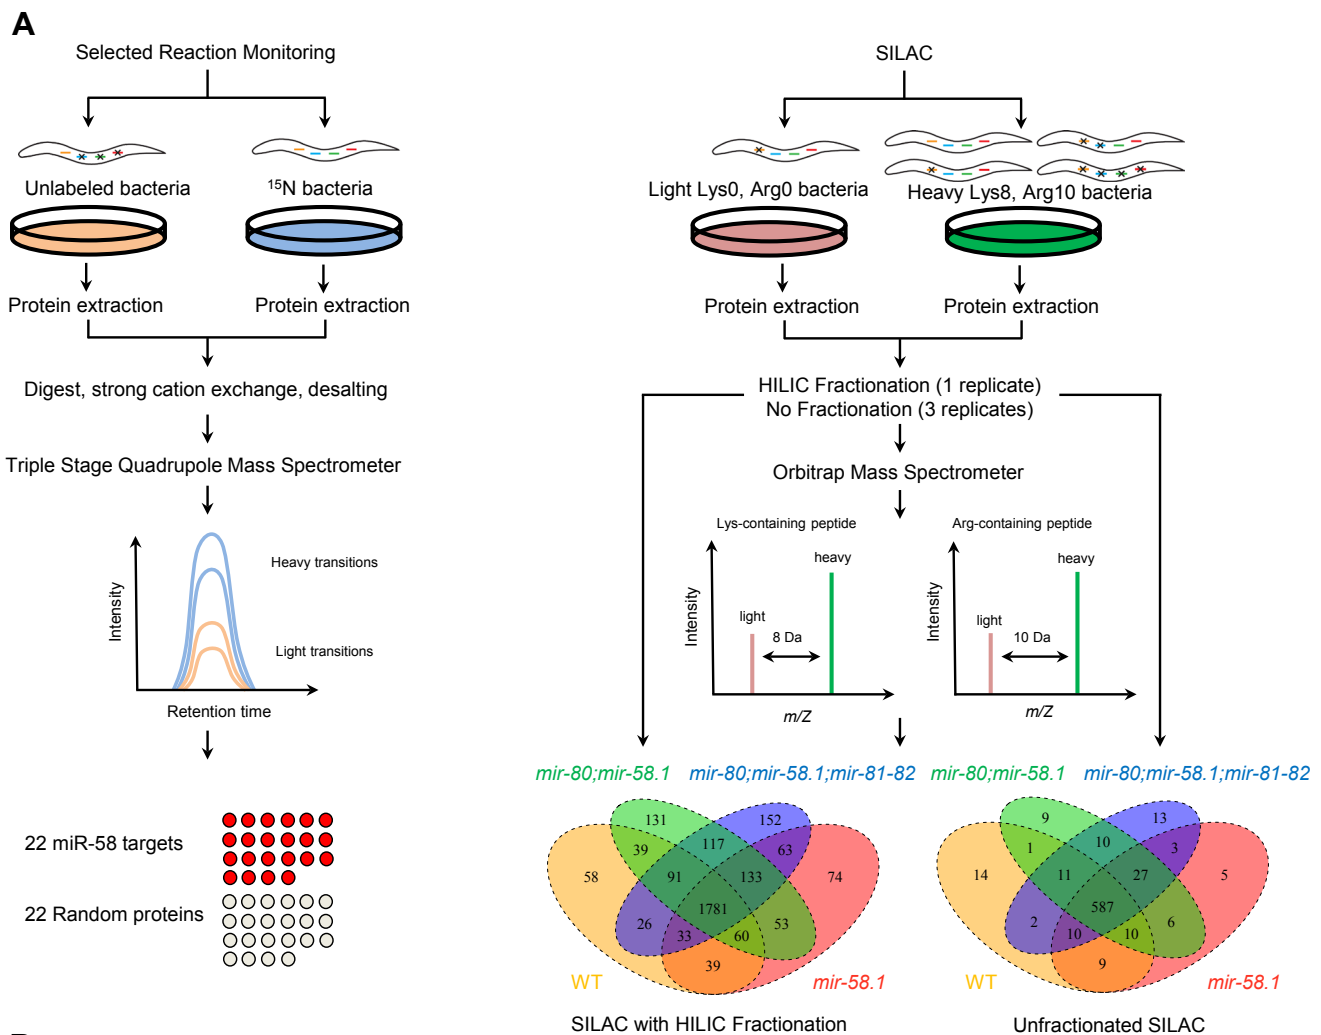 A
Selected Reaction Monitoring
Unlabeled bacteria
15N bacteria
Protein extraction
Protein extraction
Digest, strong cation exchange, desalting
Triple Stage Quadrupole Mass Spectrometer
Intensity
Heavy transitions
Light transitions
Retention time
22 miR-58 targets
22 Random proteins
SILAC
Light Lys0, Arg0 bacteria
Heavy Lys8, Arg10 bacteria
Protein extraction
Protein extraction
HILIC Fractionation (1 replicate)
No Fractionation (3 replicates)
Orbitrap Mass Spectrometer
Lys-containing peptide
Intensity
light
8 Da
heavy
m/Z
Arg-containing peptide
Intensity
light
10 Da
heavy
m/Z
mir-80;mir-58.1
mir-80;mir-58.1;mir-81-82
131
152
39
117
63
58
91
133
74
1781
26
53
33
60
39
WT
mir-58.1
SILAC with HILIC Fractionation
mir-80;mir-58.1
mir-80;mir-58.1;mir-81-82
9
13
1
10
3
14
11
27
5
587
2
6
10
10
9
WT
mir-58.1
Unfractionated SILAC